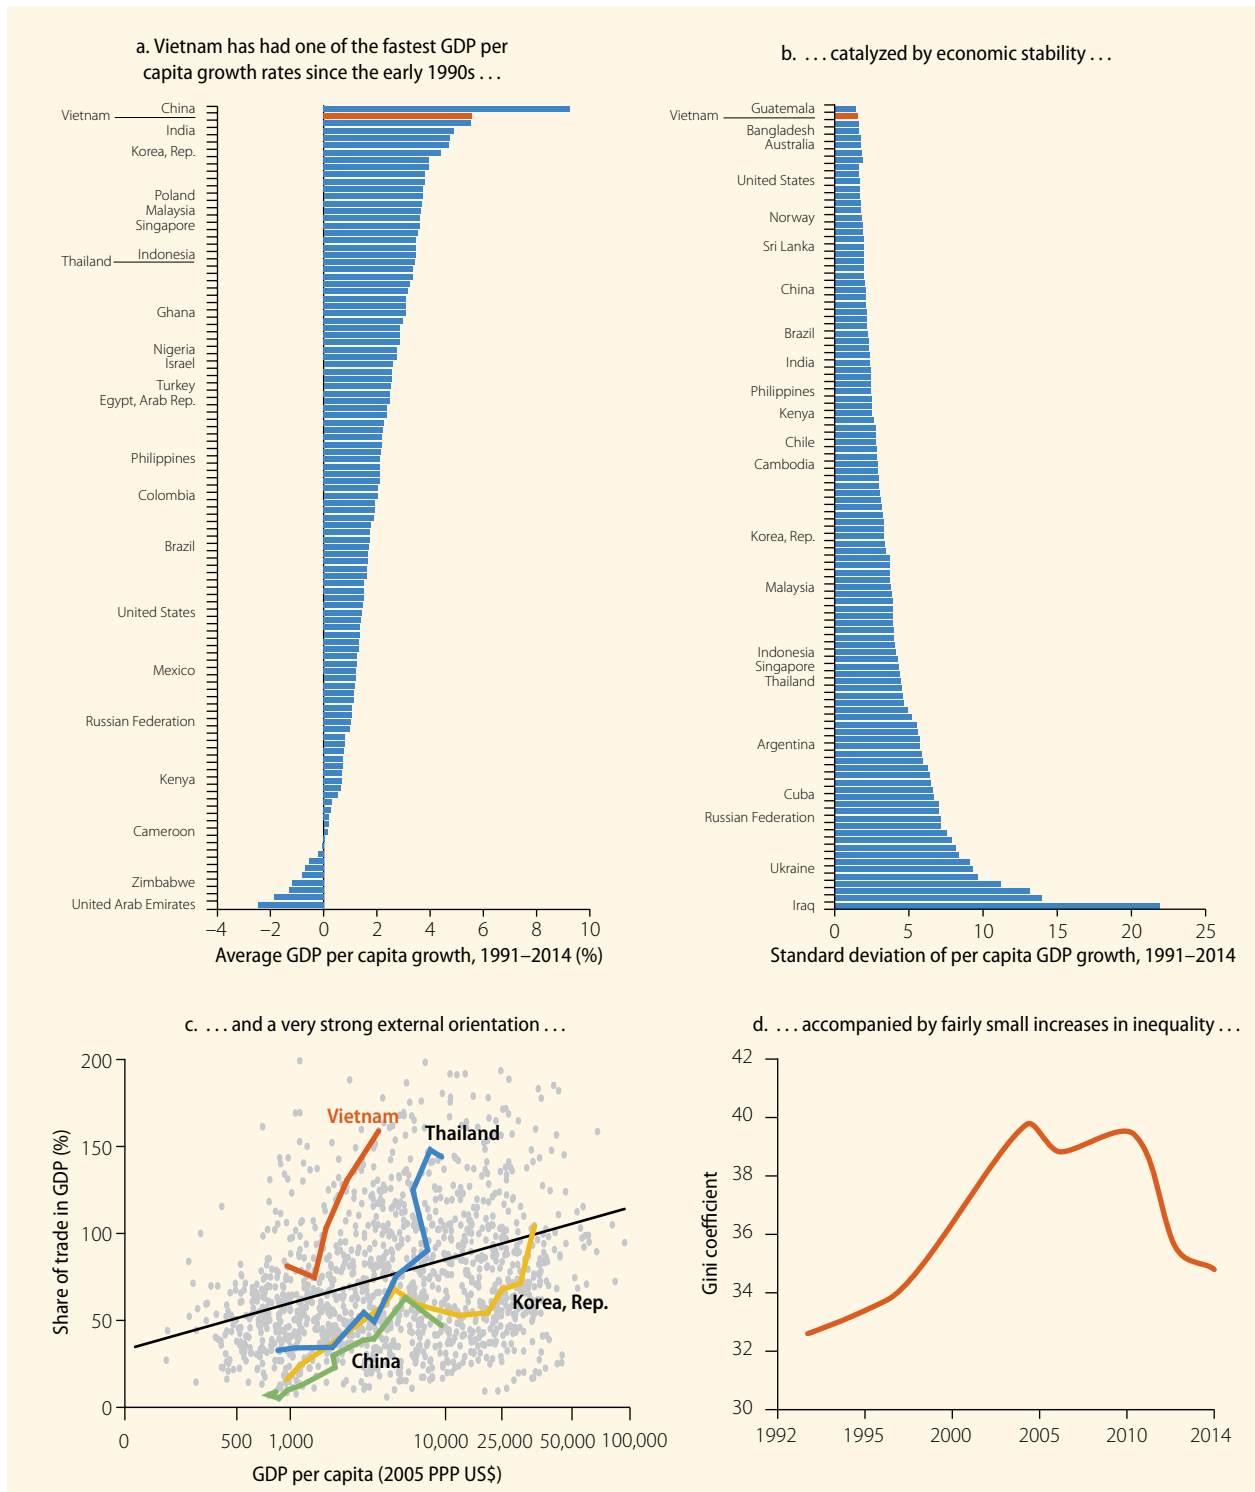 a. Vietnam has had one of the fastest GDP per
capita growth rates since the early 1990s . . .
China
Vietnam
India
Korea, Rep.
Poland
Malaysia
Singapore
Indonesia
Thailand
Ghana
Nigeria
Israel
Turkey
Egypt, Arab Rep.
Philippines
Colombia
Brazil
United States
Mexico
Russian Federation
Kenya
Cameroon
Zimbabwe
United Arab Emirates
–4 –2 0 2 4 6 8 10
Average GDP per capita growth, 1991–2014 (%)
b. . . . catalyzed by economic stability . . .
Guatemala
Vietnam
Bangladesh
Australia
United States
Norway
Sri Lanka
China
Brazil
India
Philippines
Kenya
Chile
Cambodia
Korea, Rep.
Malaysia
Indonesia
Singapore
Thailand
Argentina
Cuba
Russian Federation
Ukraine
Iraq
0 5 10 15 20 25
Standard deviation of per capita GDP growth, 1991–2014
c. . . . and a very strong external orientation . . .
Share of trade in GDP (%)
200
150
100
50
0
Vietnam
Thailand
Korea, Rep.
China
0 500 1,000 10,000 25,000 50,000 100,000
GDP per capita (2005 PPP US$)
d. . . . accompanied by fairly small increases in inequality . . .
Gini coefficient
42
40
38
36
34
32
30
1992 1995 2000 2005 2010 2014